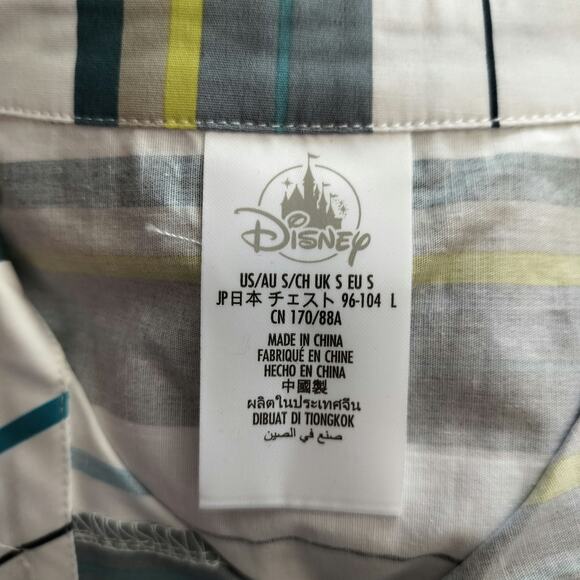 Disney
US/AU S/CH UK S EU S
JP日本 チェスト 96-104 L
CN 170/88A
MADE IN CHINA
FABRIQUÉ EN CHINE
HECHO EN CHINA
中國製
ผลิตในประเทศจีน
DIBUAT DI TIONGKOK
صنع في الصين